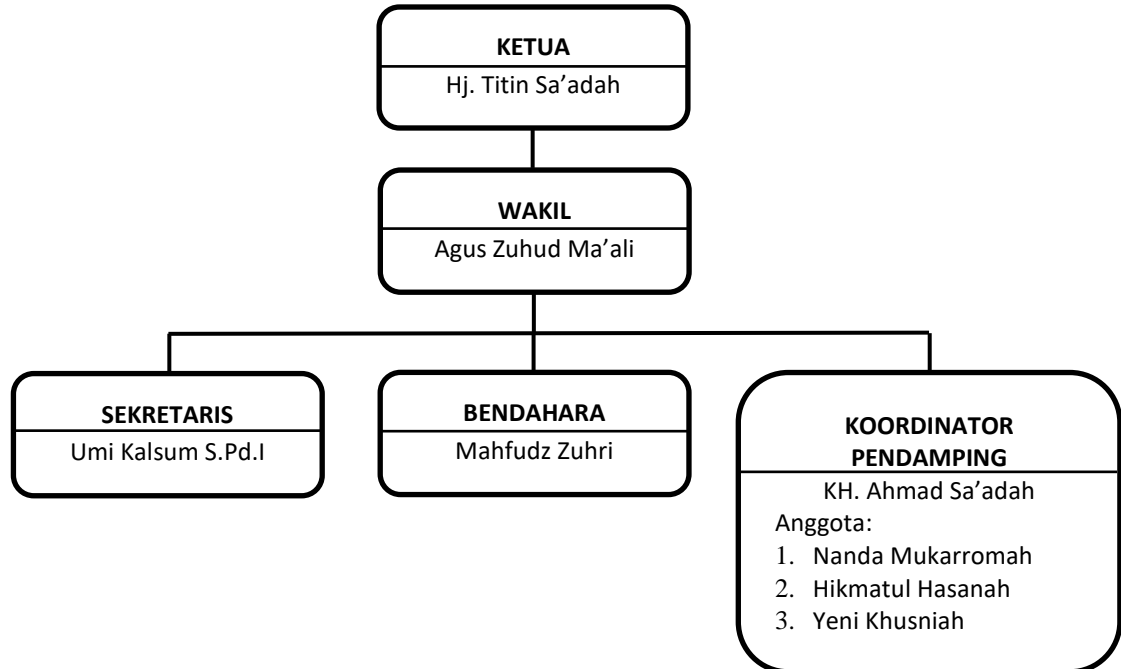 KETUA
Hj. Titin Sa’adah
WAKIL
Agus Zuhud Ma’ali
SEKRETARIS
Umi Kalsum S.Pd.I
BENDAHARA
Mahfudz Zuhri
KOORDINATOR
PENDAMPING
KH. Ahmad Sa’adah
Anggota:
1. Nanda Mukarromah
2. Hikmatul Hasanah
3. Yeni Khusniah